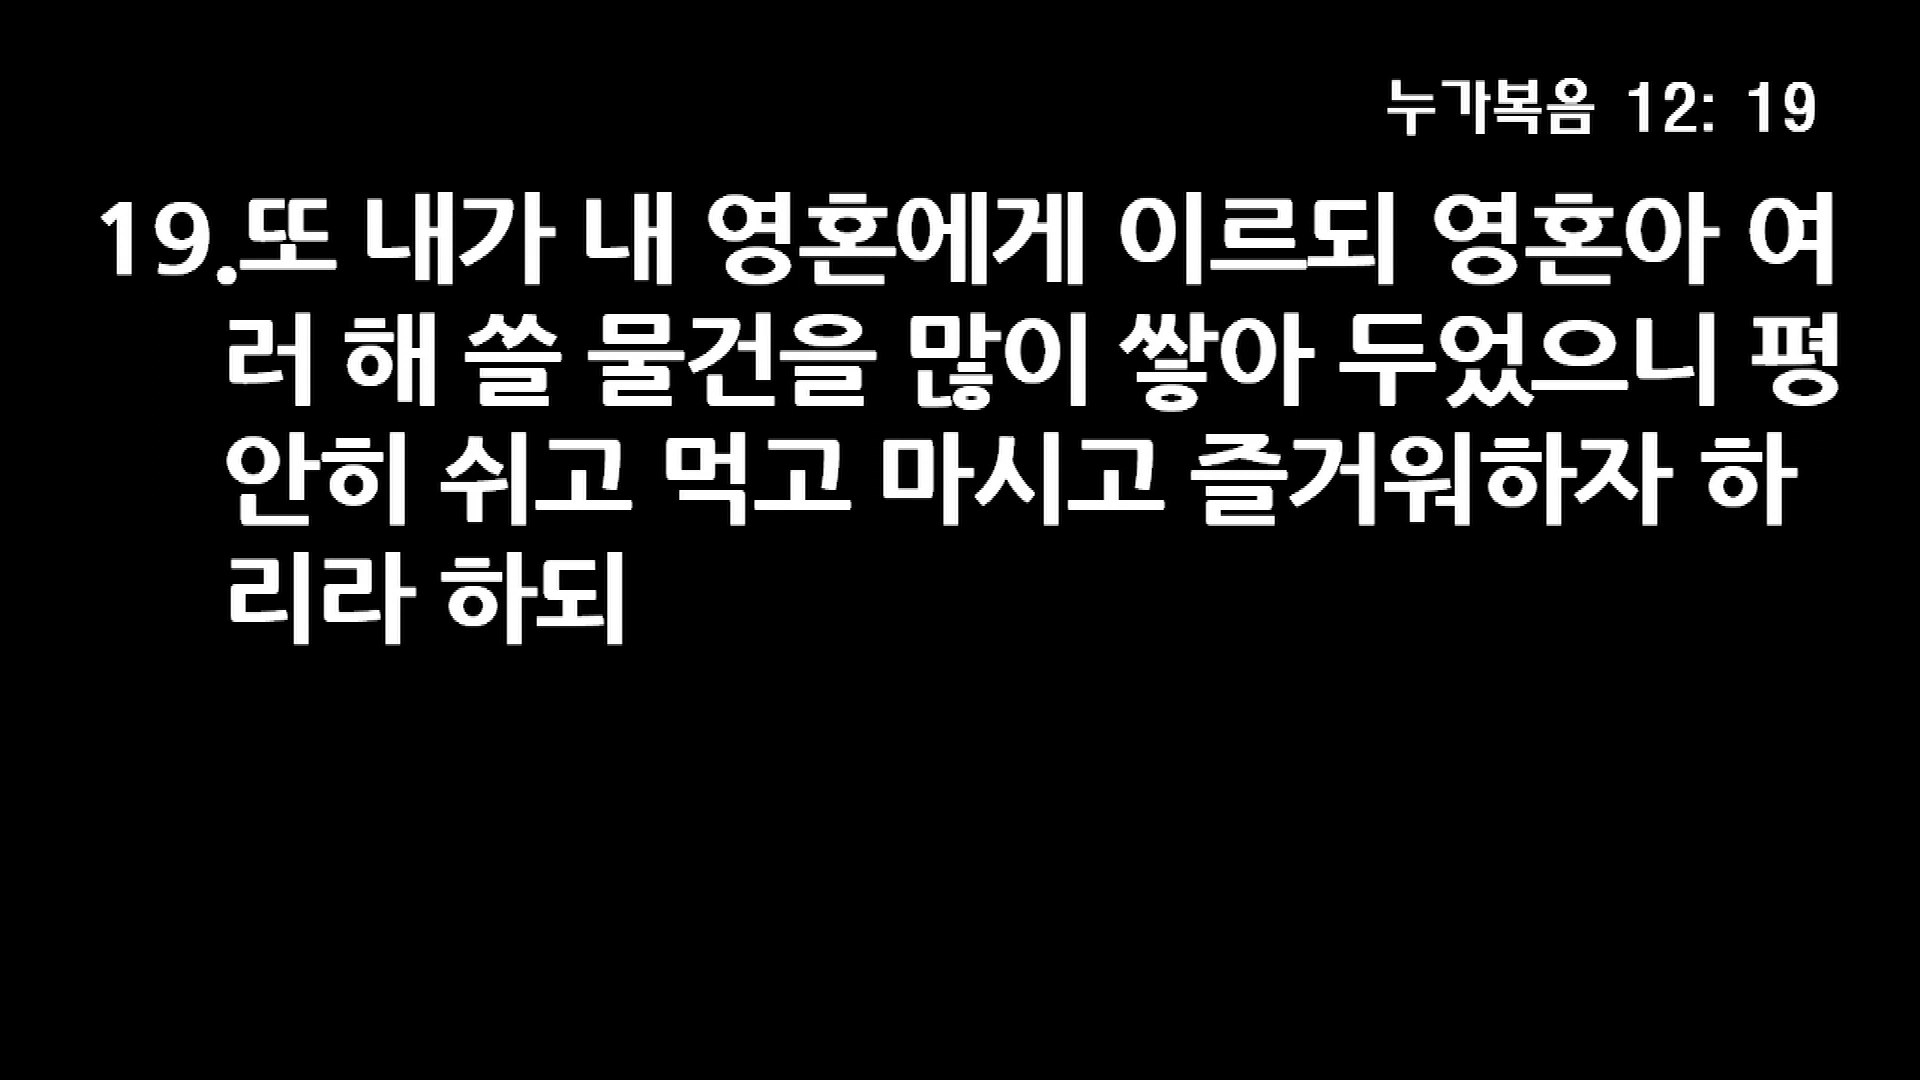 누가복음 12: 19
19.또 내가 내 영혼에게 이르되 영혼아 여
러 해 쓸 물건을 많이 쌓아 두었으니 평
안히 쉬고 먹고 마시고 즐거워하자 하
리라 하되